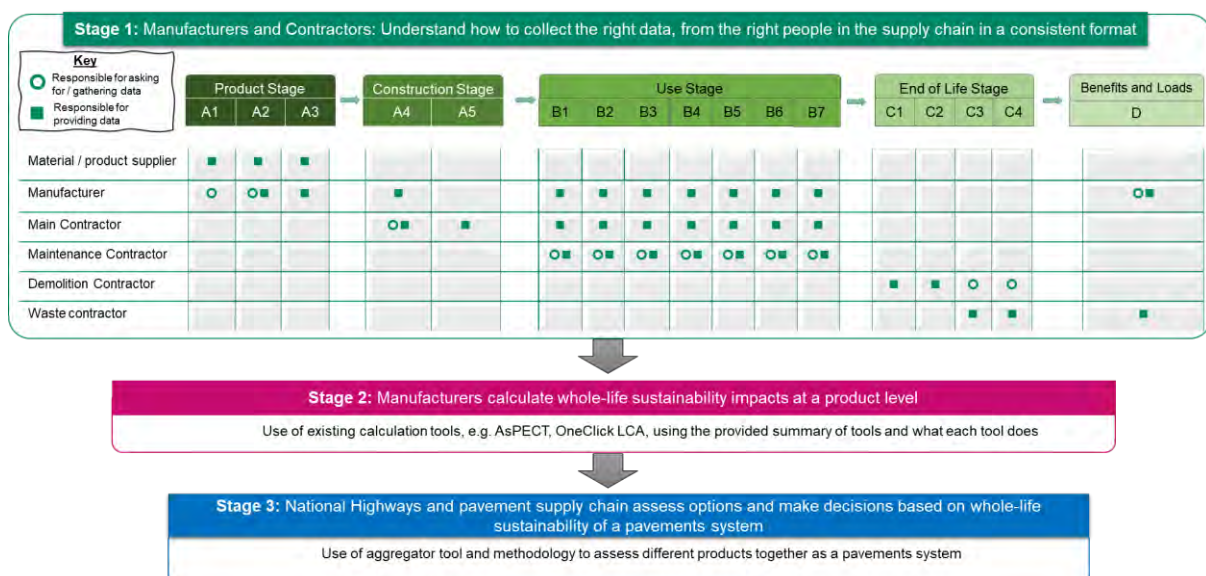 Stage 1: Manufacturers and Contractors: Understand how to collect the right data, from the right people in the supply chain in a consistent format
Key
Responsible for asking
for / gathering data
Responsible for
providing data
Product Stage
A1 A2 A3
Construction Stage
A4 A5
Use Stage
B1 B2 B3 B4 B5 B6 B7
End of Life Stage
C1 C2 C3 C4
Benefits and Loads
D
Material / product supplier
Manufacturer
Main Contractor
Maintenance Contractor
Demolition Contractor
Waste contractor
Stage 2: Manufacturers calculate whole-life sustainability impacts at a product level
Use of existing calculation tools, e.g. AsPECT, OneClick LCA, using the provided summary of tools and what each tool does
Stage 3: National Highways and pavement supply chain assess options and make decisions based on whole-life
sustainability of a pavements system
Use of aggregator tool and methodology to assess different products together as a pavements system